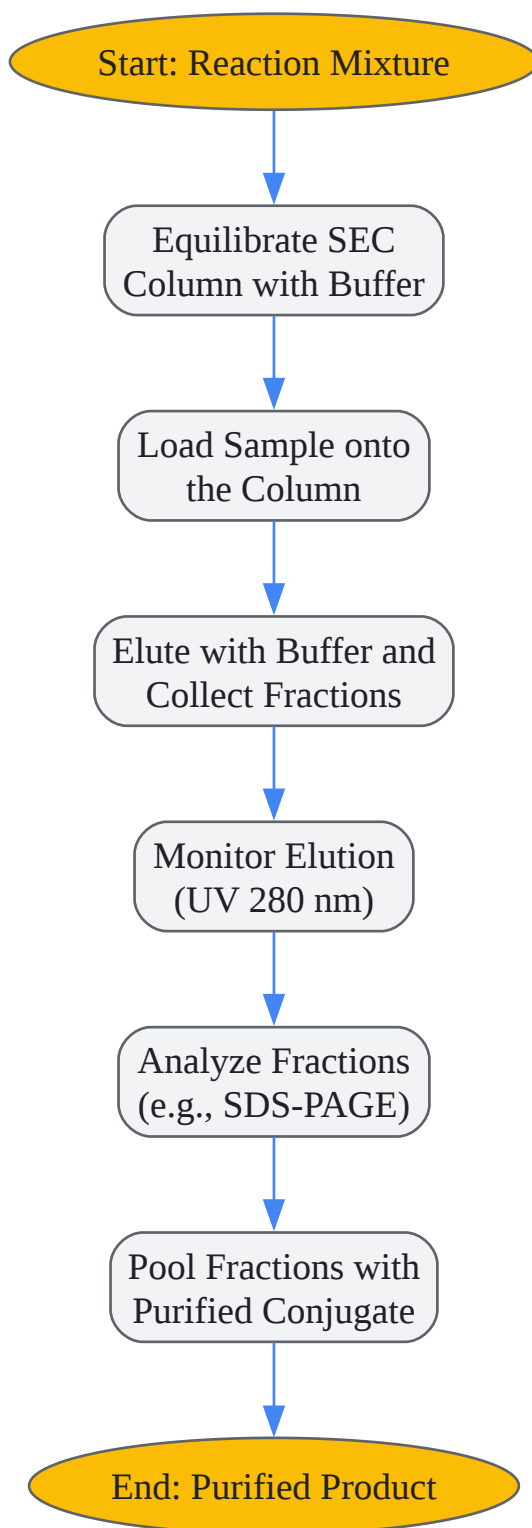 Start: Reaction Mixture
Equilibrate SEC
Column with Buffer
Load Sample onto
the Column
Elute with Buffer and
Collect Fractions
Monitor Elution
(UV 280 nm)
Analyze Fractions
(e.g., SDS-PAGE)
Pool Fractions with
Purified Conjugate
End: Purified Product